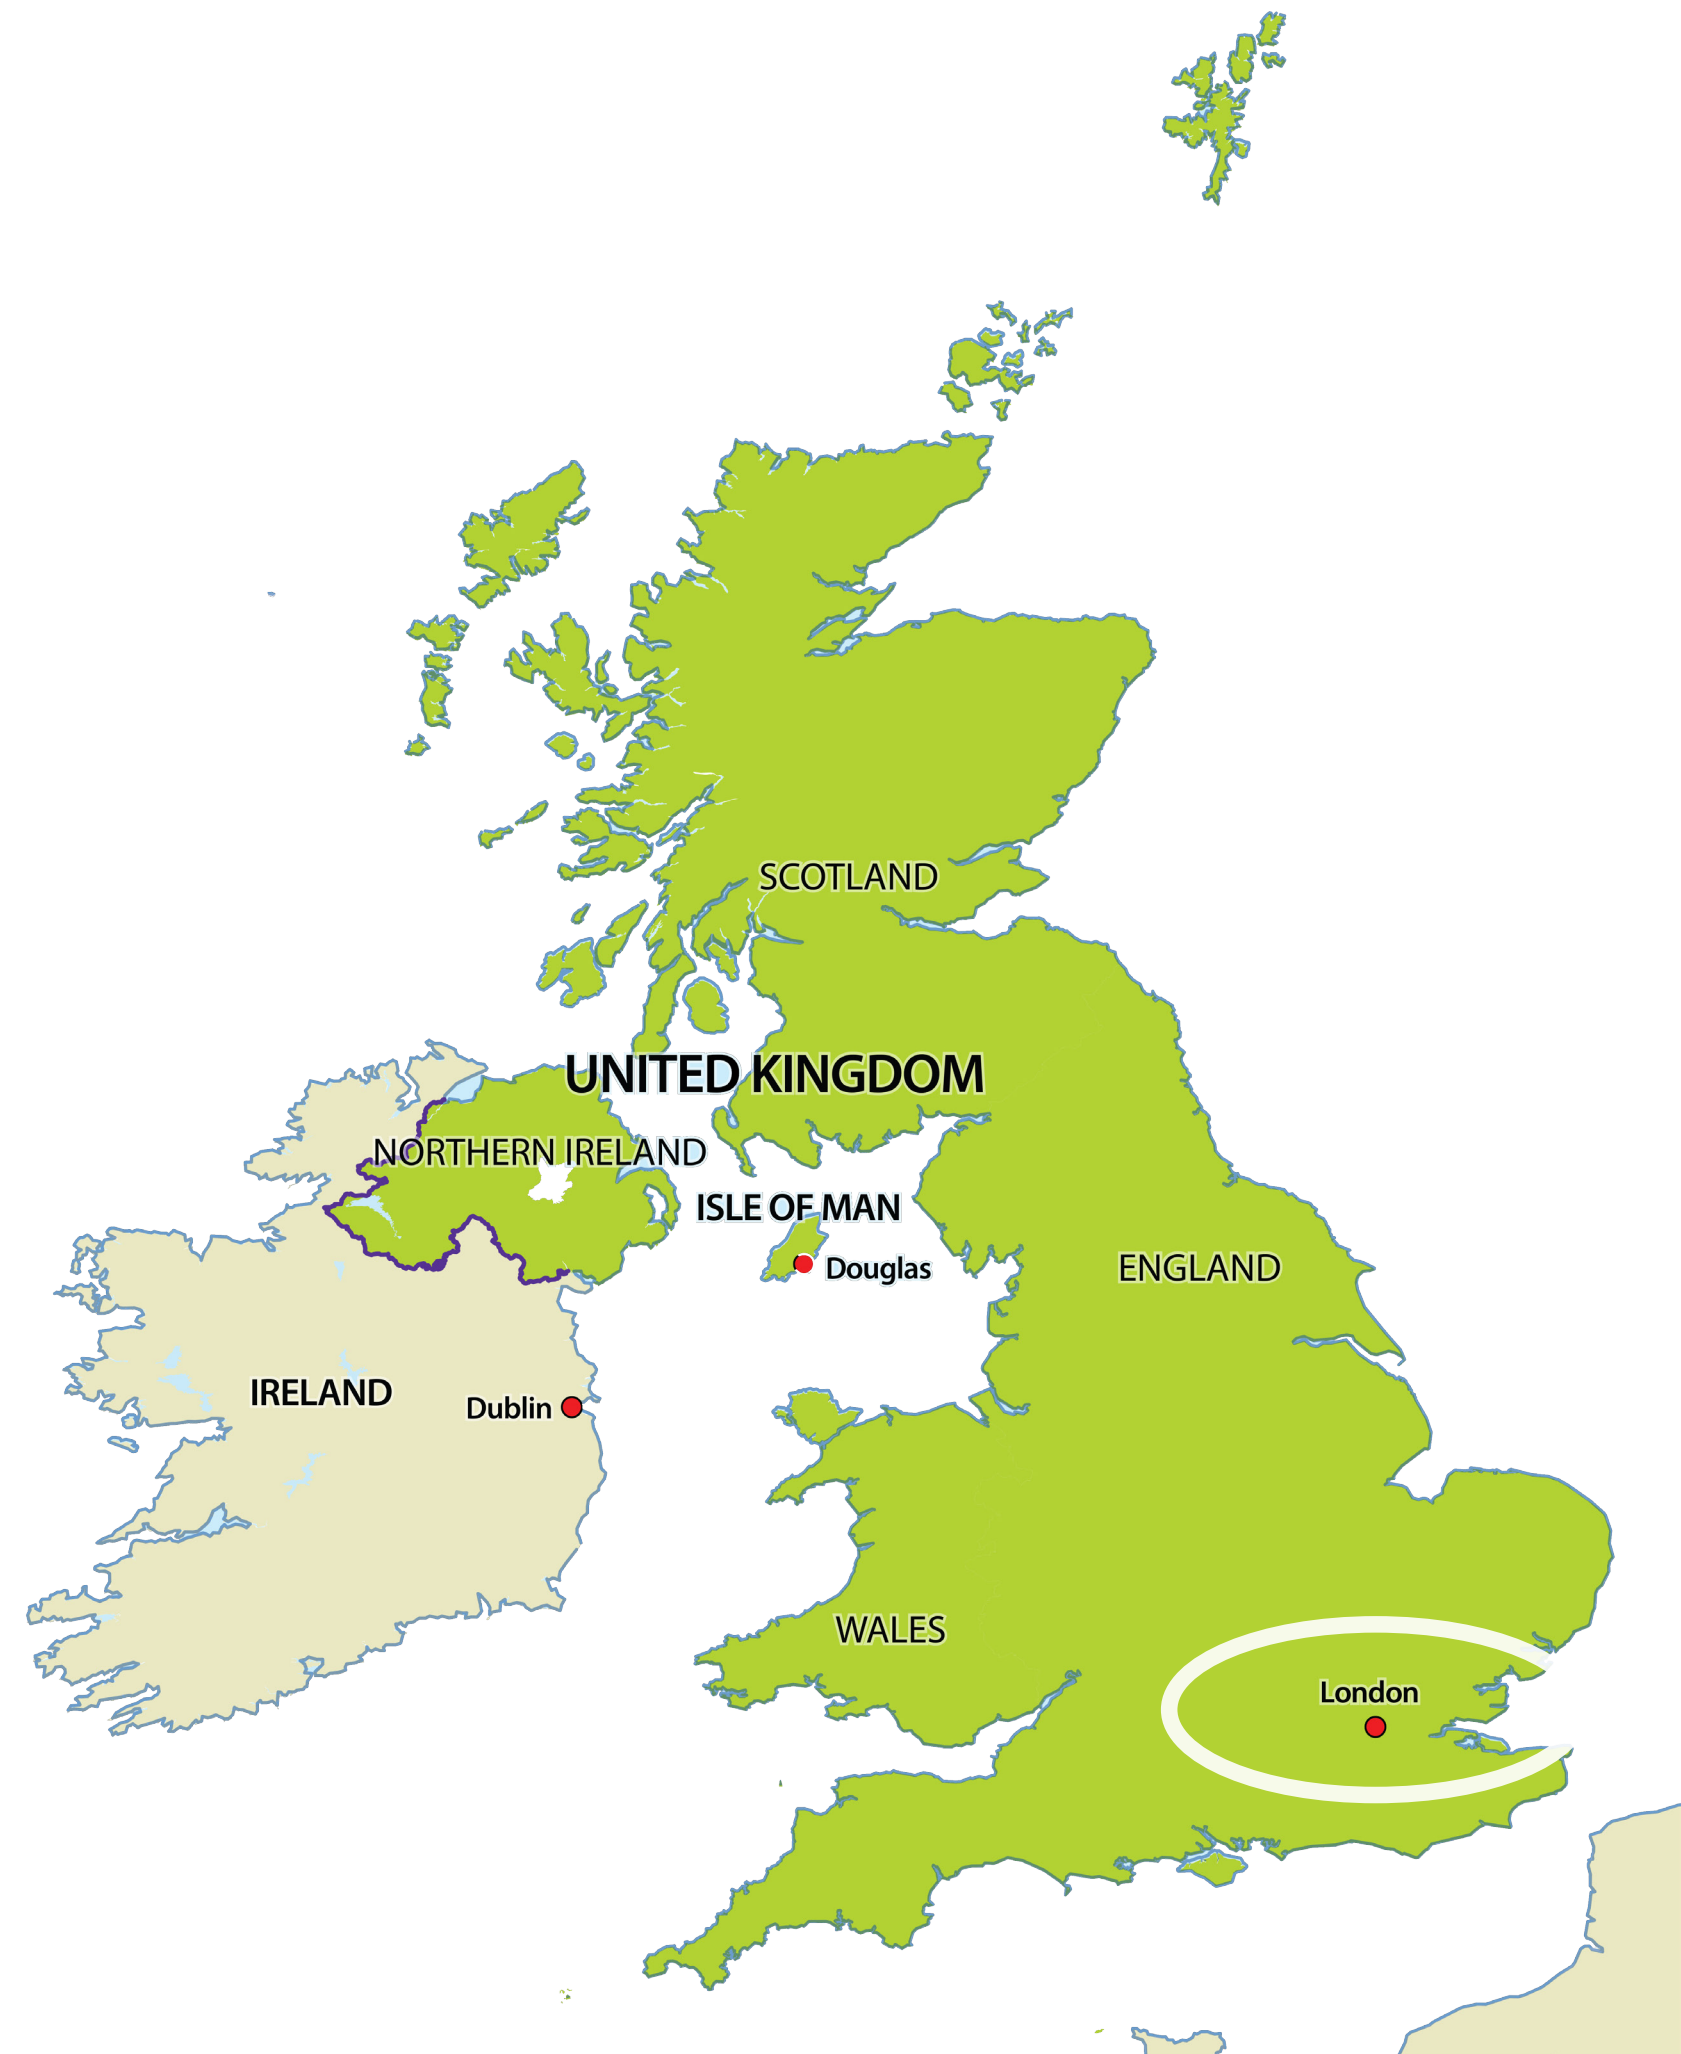 SCOTLAND
UNITED KINGDOM
NORTHERN IRELAND
ISLE OF MAN
Douglas
ENGLAND
IRELAND
Dublin
WALES
London